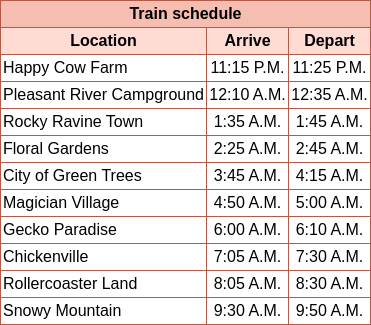 Train schedule
Location Arrive Depart
Happy Cow Farm 11:15 P.M. 11:25 P.M.
Pleasant River Campground 12:10 A.M. 12:35 A.M.
Rocky Ravine Town 1:35 A.M. 1:45 A.M.
Floral Gardens 2:25 A.M. 2:45 A.M.
City of Green Trees 3:45 A.M. 4:15 A.M.
Magician Village 4:50 A.M. 5:00 A.M.
Gecko Paradise 6:00 A.M. 6:10 A.M.
Chickenville 7:05 A.M. 7:30 A.M.
Rollercoaster Land 8:05 A.M. 8:30 A.M.
Snowy Mountain 9:30 A.M. 9:50 A.M.